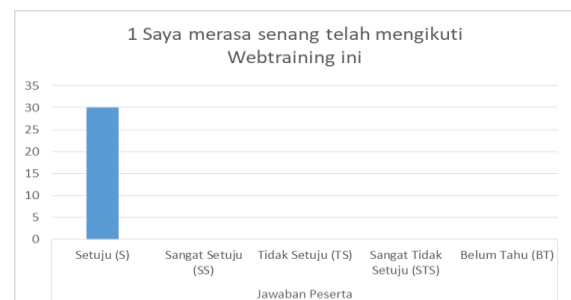 1 Saya merasa senang telah mengikuti
Webtraining ini
35
30
25
20
15
10
5
0
Setuju (S)
Sangat Setuju
(SS)
Tidak Setuju (TS)
Sangat Tidak
Setuju (STS)
Belum Tahu (BT)
Jawaban Peserta